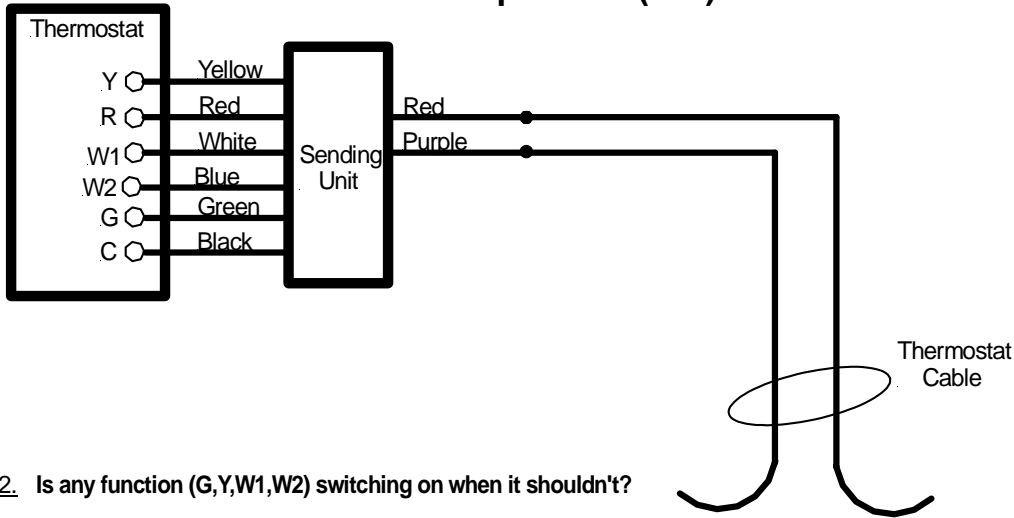 Thermostat
Y
Yellow
R
Red
W1
White
W2
Blue
G
Green
C
Black
Sending
Unit
Red
Purple
Thermostat
Cable
2. Is any function (G,Y,W1,W2) switching on when it shouldn't?